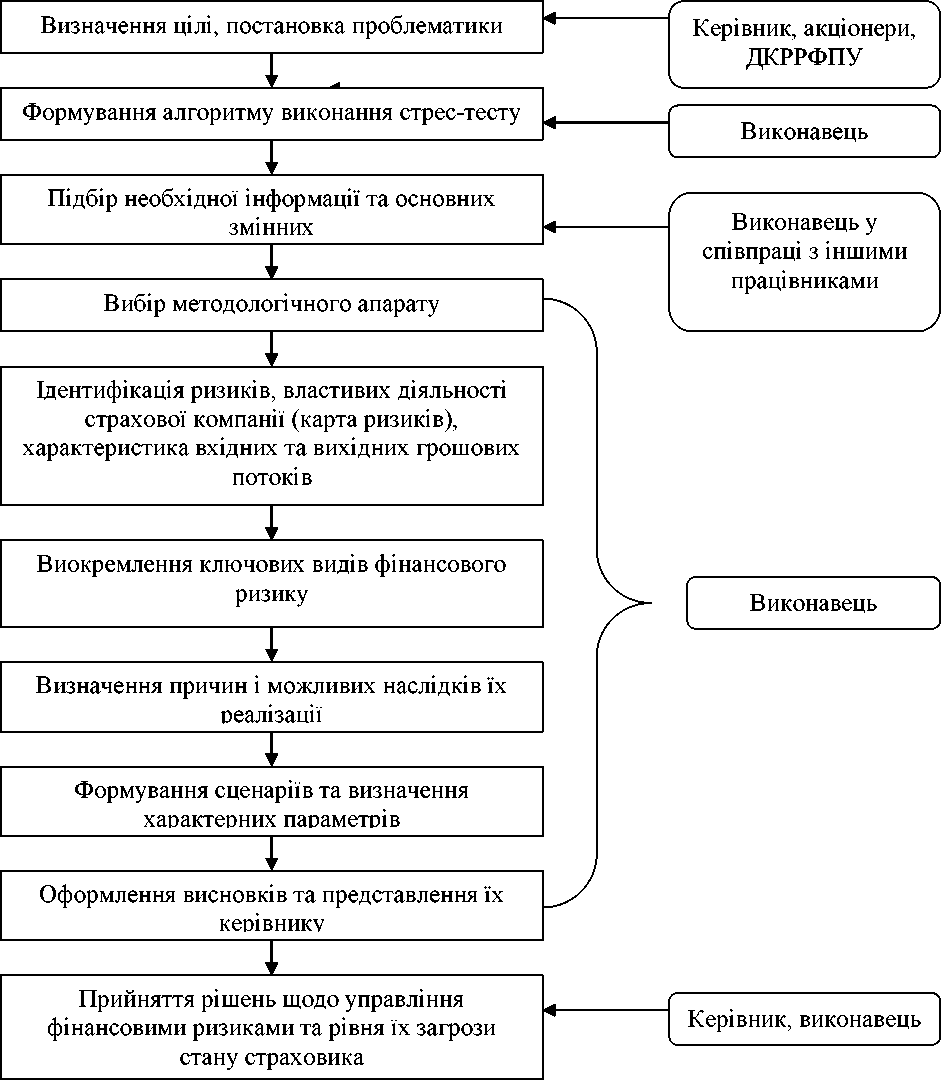 Визначення цілі, постановка проблематики
Керівник, акціонери,
ДКРРФПУ
Формування алгоритму виконання стрес-тесту
Виконавець
Підбір необхідної інформації та основних
змінних
Виконавець у
співпраці з іншими
працівниками
Вибір методологічного апарату
Ідентифікація ризиків, властивих діяльності
страхової компанії (карта ризиків),
характеристика вхідних та вихідних грошових
потоків
Виокремлення ключових видів фінансового
ризику
Виконавець
Визначення причин і можливих наслідків їх
реалізації
Формування сценаріїв та визначення
характерних параметрів
Оформлення висновків та представлення їх
керівнику
Прийняття рішень щодо управління
фінансовими ризиками та рівня їх загрози
стану страховика
Керівник, виконавець